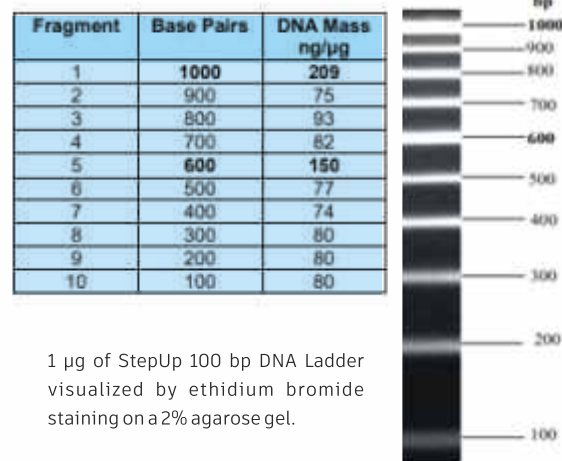 Fragment Base Pairs DNA Mass
ng/µg
1 1000 209
2 900 75
3 800 93
4 700 82
5 600 150
6 500 77
7 400 74
8 300 80
9 200 80
10 100 80
bp
1000
900
800
700
600
500
400
300
200
100
1 µg of StepUp 100 bp DNA Ladder
visualized by ethidium bromide
staining on a 2% agarose gel.